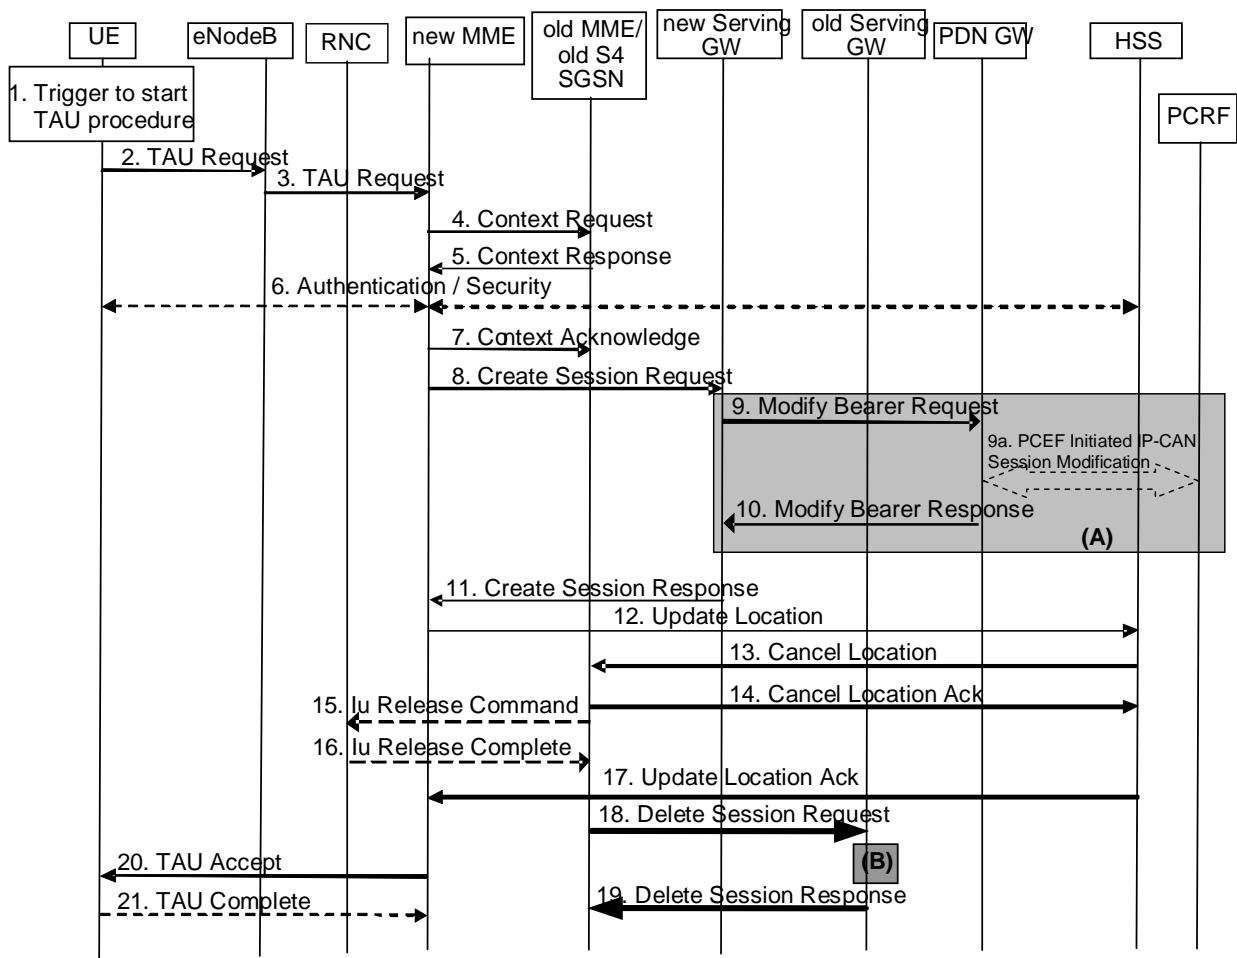 UE
eNodeB
RNC
new MME
old MME/
old S4
SGSN
new Serving
GW
old Serving
GW
PDN GW
HSS
PCRF
1. Trigger to start
TAU procedure
2. TAU Request
3. TAU Request
4. Context Request
5. Context Response
6. Authentication / Security
7. Context Acknowledge
8. Create Session Request
9. Modify Bearer Request
9a. PCEF Initiated IP-CAN
Session Modification
10. Modify Bearer Response
(A)
11. Create Session Response
12. Update Location
13. Cancel Location
14. Cancel Location Ack
15. Iu Release Command
16. Iu Release Complete
17. Update Location Ack
18. Delete Session Request
(B)
20. TAU Accept
19. Delete Session Response
21. TAU Complete